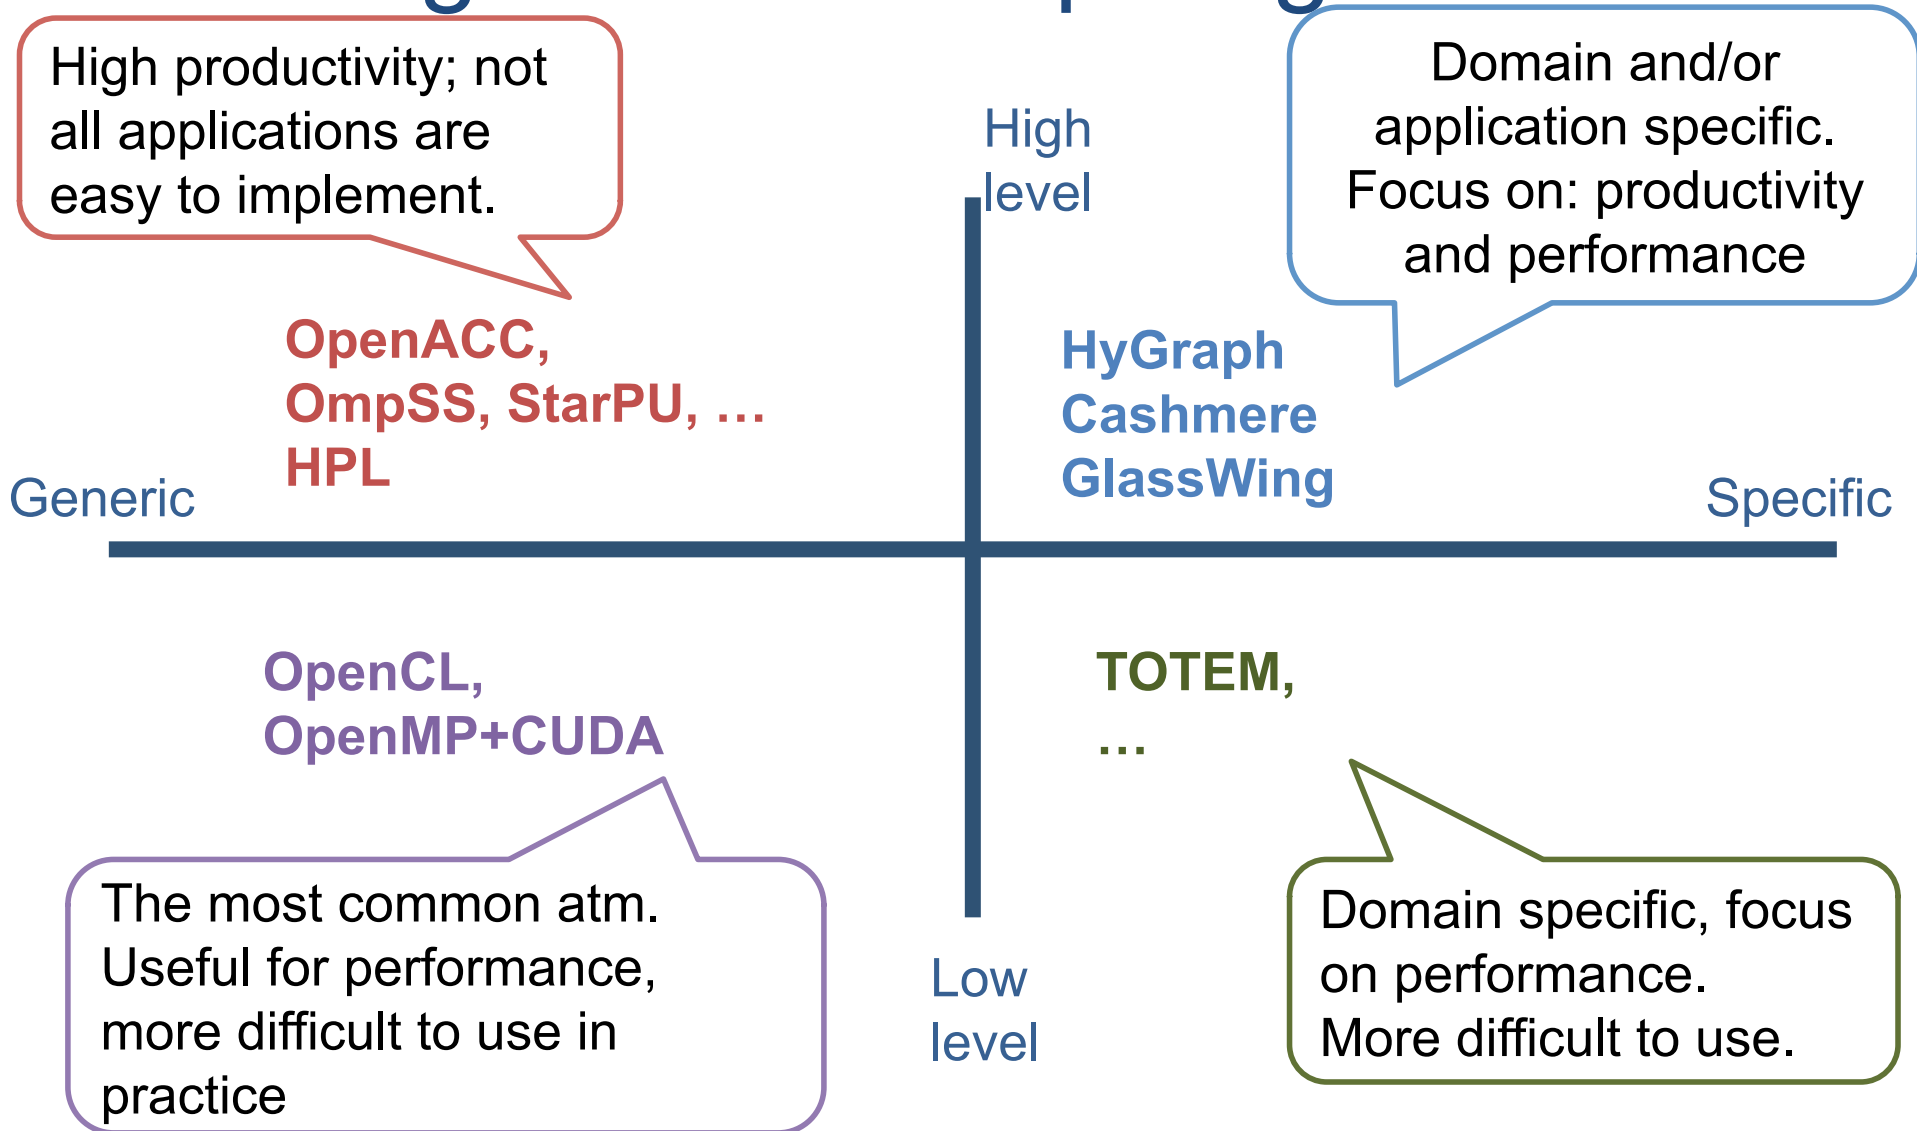 High productivity; not
all applications are
easy to implement.
High
level
Domain and/or
application specific.
Focus on: productivity
and performance
OpenACC,
OmpSS, StarPU, …
HPL
HyGraph
Cashmere
GlassWing
Generic
Specific
OpenCL,
OpenMP+CUDA
TOTEM,
…
The most common atm.
Useful for performance,
more difficult to use in
practice
Low
level
Domain specific, focus
on performance.
More difficult to use.